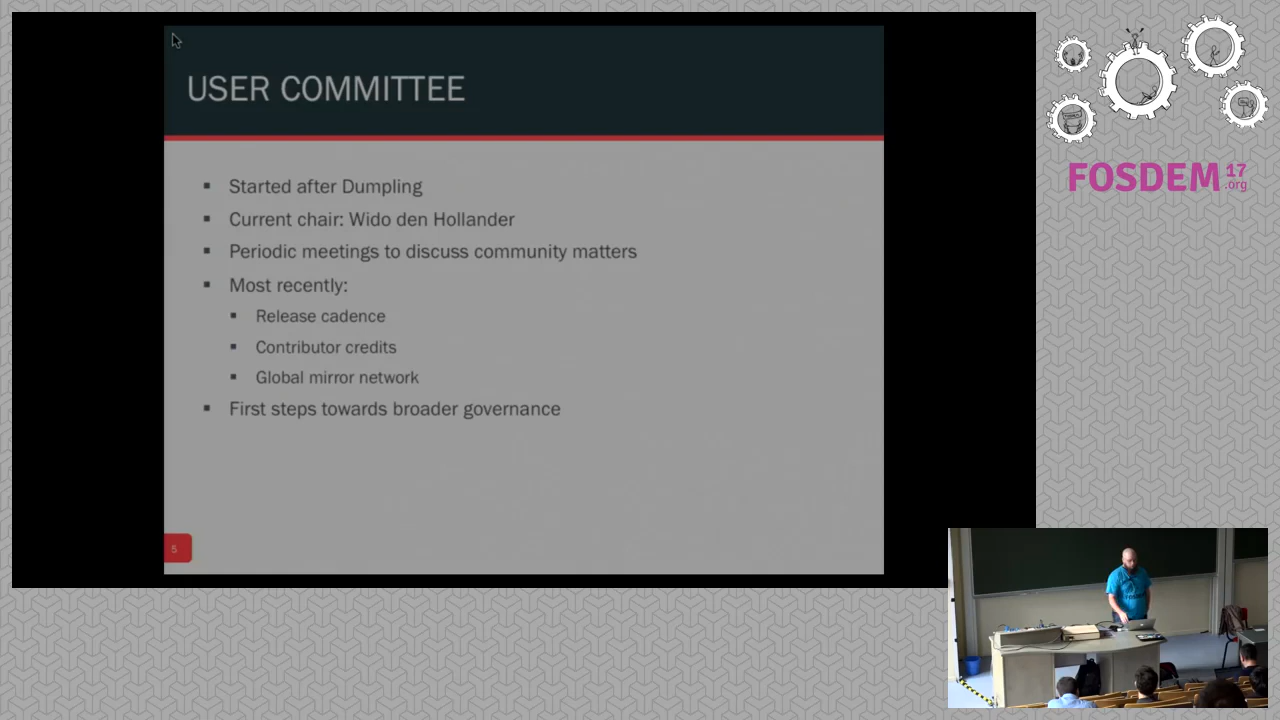 USER COMMITTEE
Started after Dumpling
Current chair: Wido den Hollander
Periodic meetings to discuss community matters
Most recently:
Release cadence
Contributor credits
Global mirror network
First steps towards broader governance
5
FOSDEM 17
.org